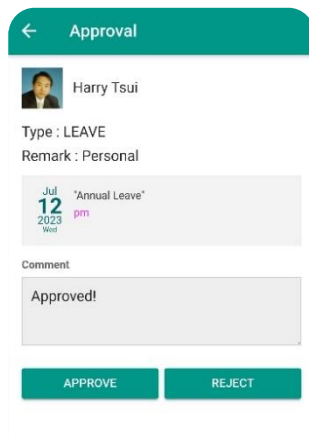 Approval
Harry Tsui
Type : LEAVE
Remark : Personal
Jul
12
2023
Wed
"Annual Leave"
pm
Comment
Approved!
APPROVE
REJECT